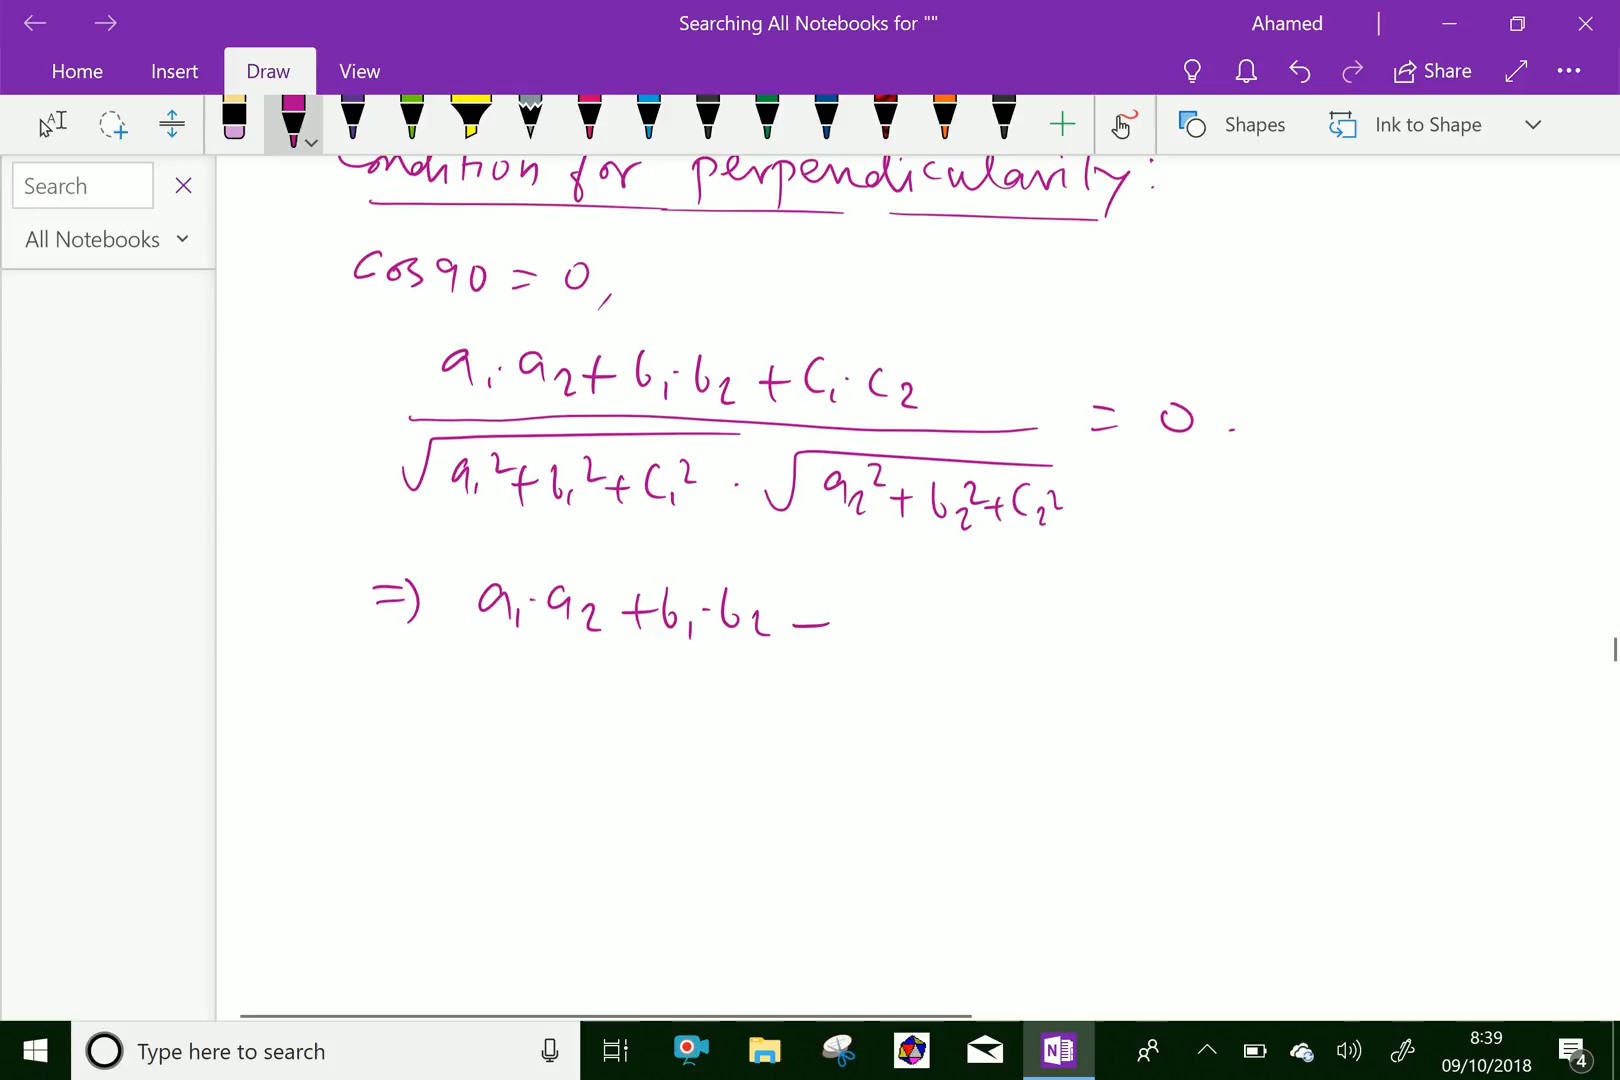 Searching All Notebooks for ""
Ahamed
Home Insert Draw View
Share
Shapes
Ink to Shape
Search
All Notebooks
Condition for perpendicularity:
Cos 90 = 0,
a₁·a₂ + b₁·b₂ + c₁·c₂
= 0.
√a₁² + b₁² + c₁² · √a₂² + b₂² + c₂²
=) a₁·a₂ + b₁·b₂ –
Type here to search
8:39
09/10/2018
4